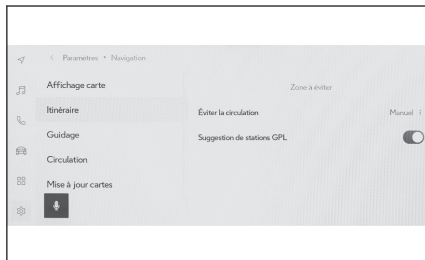 Paramètres • Navigation
Affichage carte
Zone à éviter
Itinéraire
Éviter la circulation
Manuel
Guidage
Suggestion de stations GPL
Circulation
Mise à jour cartes